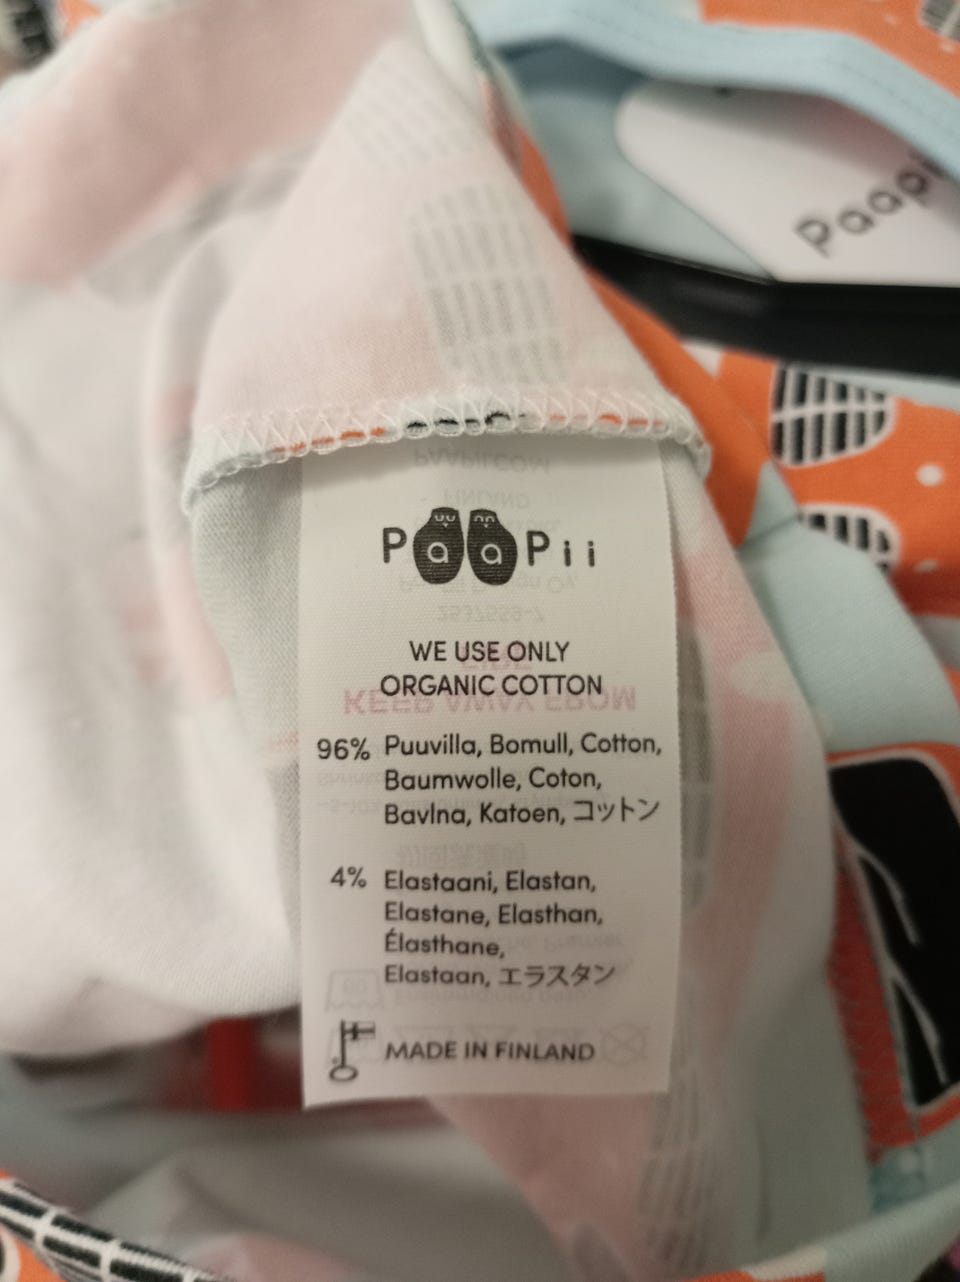 Paapii
PaaPii
WE USE ONLY
ORGANIC COTTON
96% Puuvilla, Bomull, Cotton,
Baumwolle, Coton,
Bavlna, Katoen, コットン
4% Elastaani, Elastan,
Elastane, Elasthan,
Élasthane,
Elastaan, エラスタン
MADE IN FINLAND